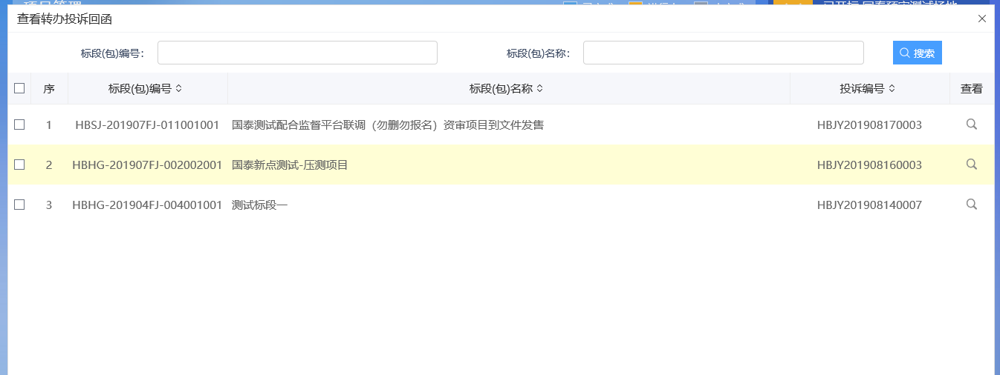 查看转办投诉回函
标段(包)编号：
标段(包)名称：
搜索
序 标段(包)编号 标段(包)名称 投诉编号 查看
1 HBSJ-201907FJ-011001001 国泰测试配合监督平台联调（勿删勿报名）资审项目到文件发售 HBJY201908170003
2 HBHG-201907FJ-002002001 国泰新点测试-压测项目 HBJY201908160003
3 HBHG-201904FJ-004001001 测试标段一 HBJY201908140007